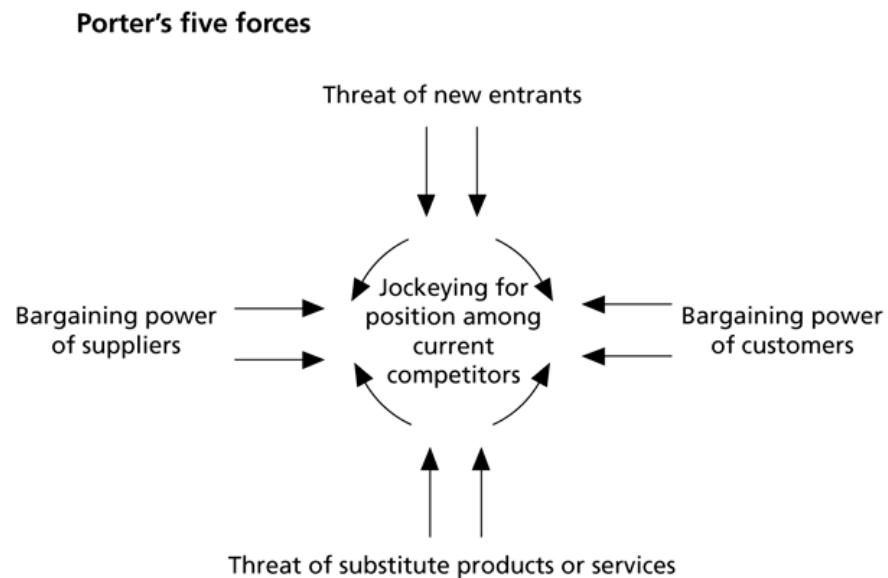 Porter's five forces
Threat of new entrants
Bargaining power
of suppliers
Jockeying for
position among
current
competitors
Bargaining power
of customers
Threat of substitute products or services